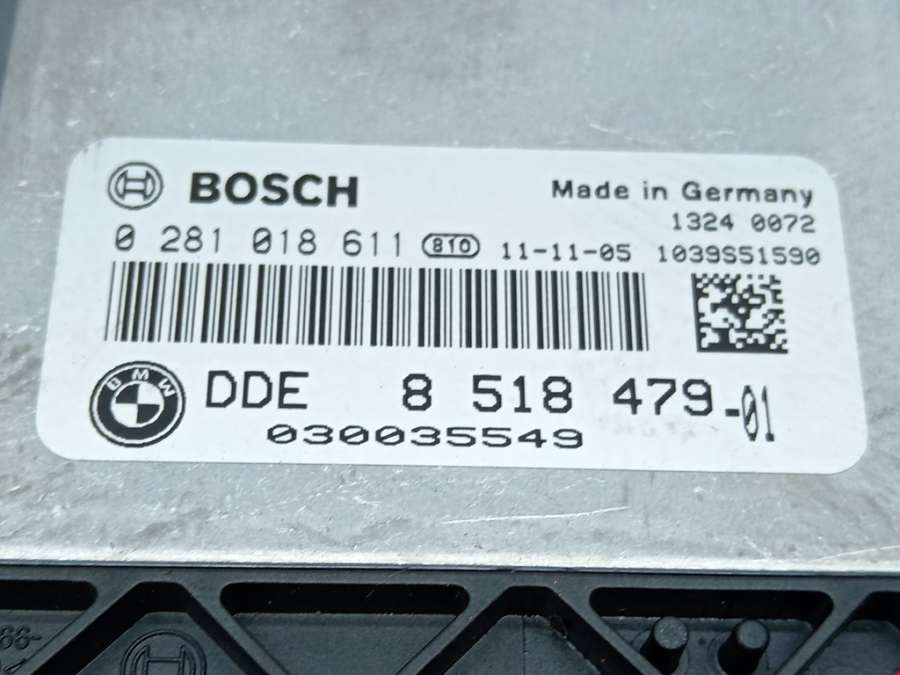 BOSCH
Made in Germany
1324 0072
0 281 018 611 810 11-11-05 1039S51590
BMW
DDE 8 518 479-01
030035549